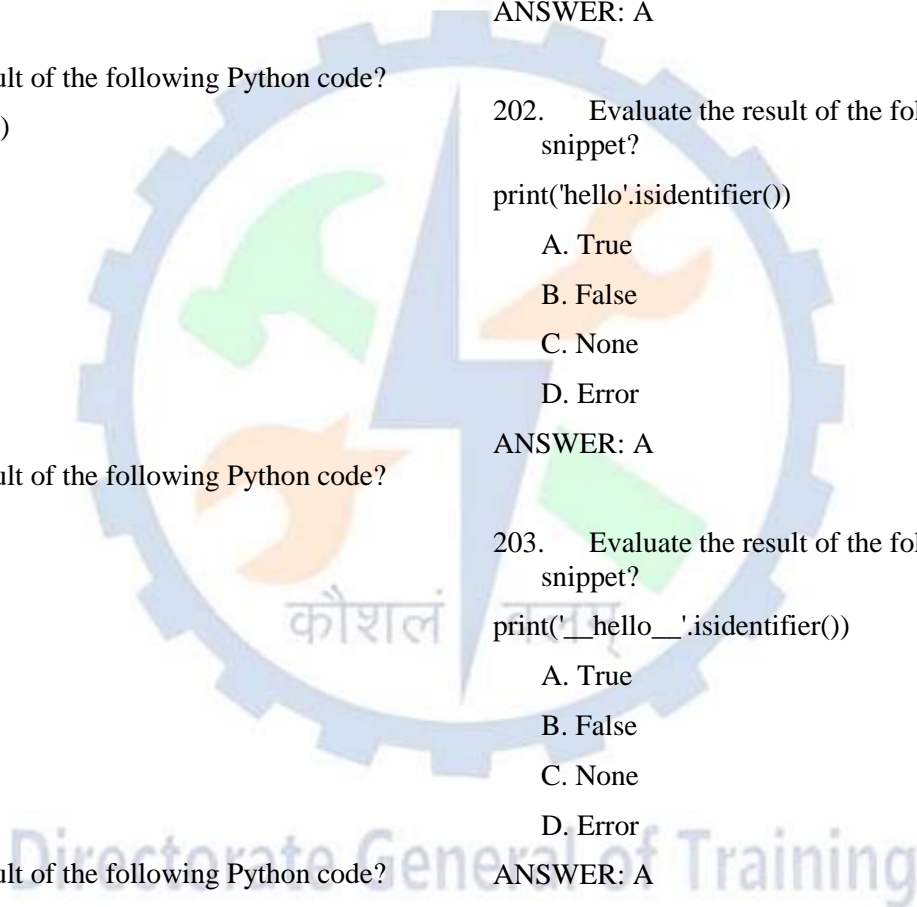 ult of the following Python code?
)
ult of the following Python code?
ult of the following Python code?
ANSWER: A
202. Evaluate the result of the fol
snippet?
print('hello'.isidentifier())
A. True
B. False
C. None
D. Error
ANSWER: A
203. Evaluate the result of the fol
snippet?
print('__hello__'.isidentifier())
A. True
B. False
C. None
D. Error
ANSWER: A
कौशलं बलम्
Directorate General of Training